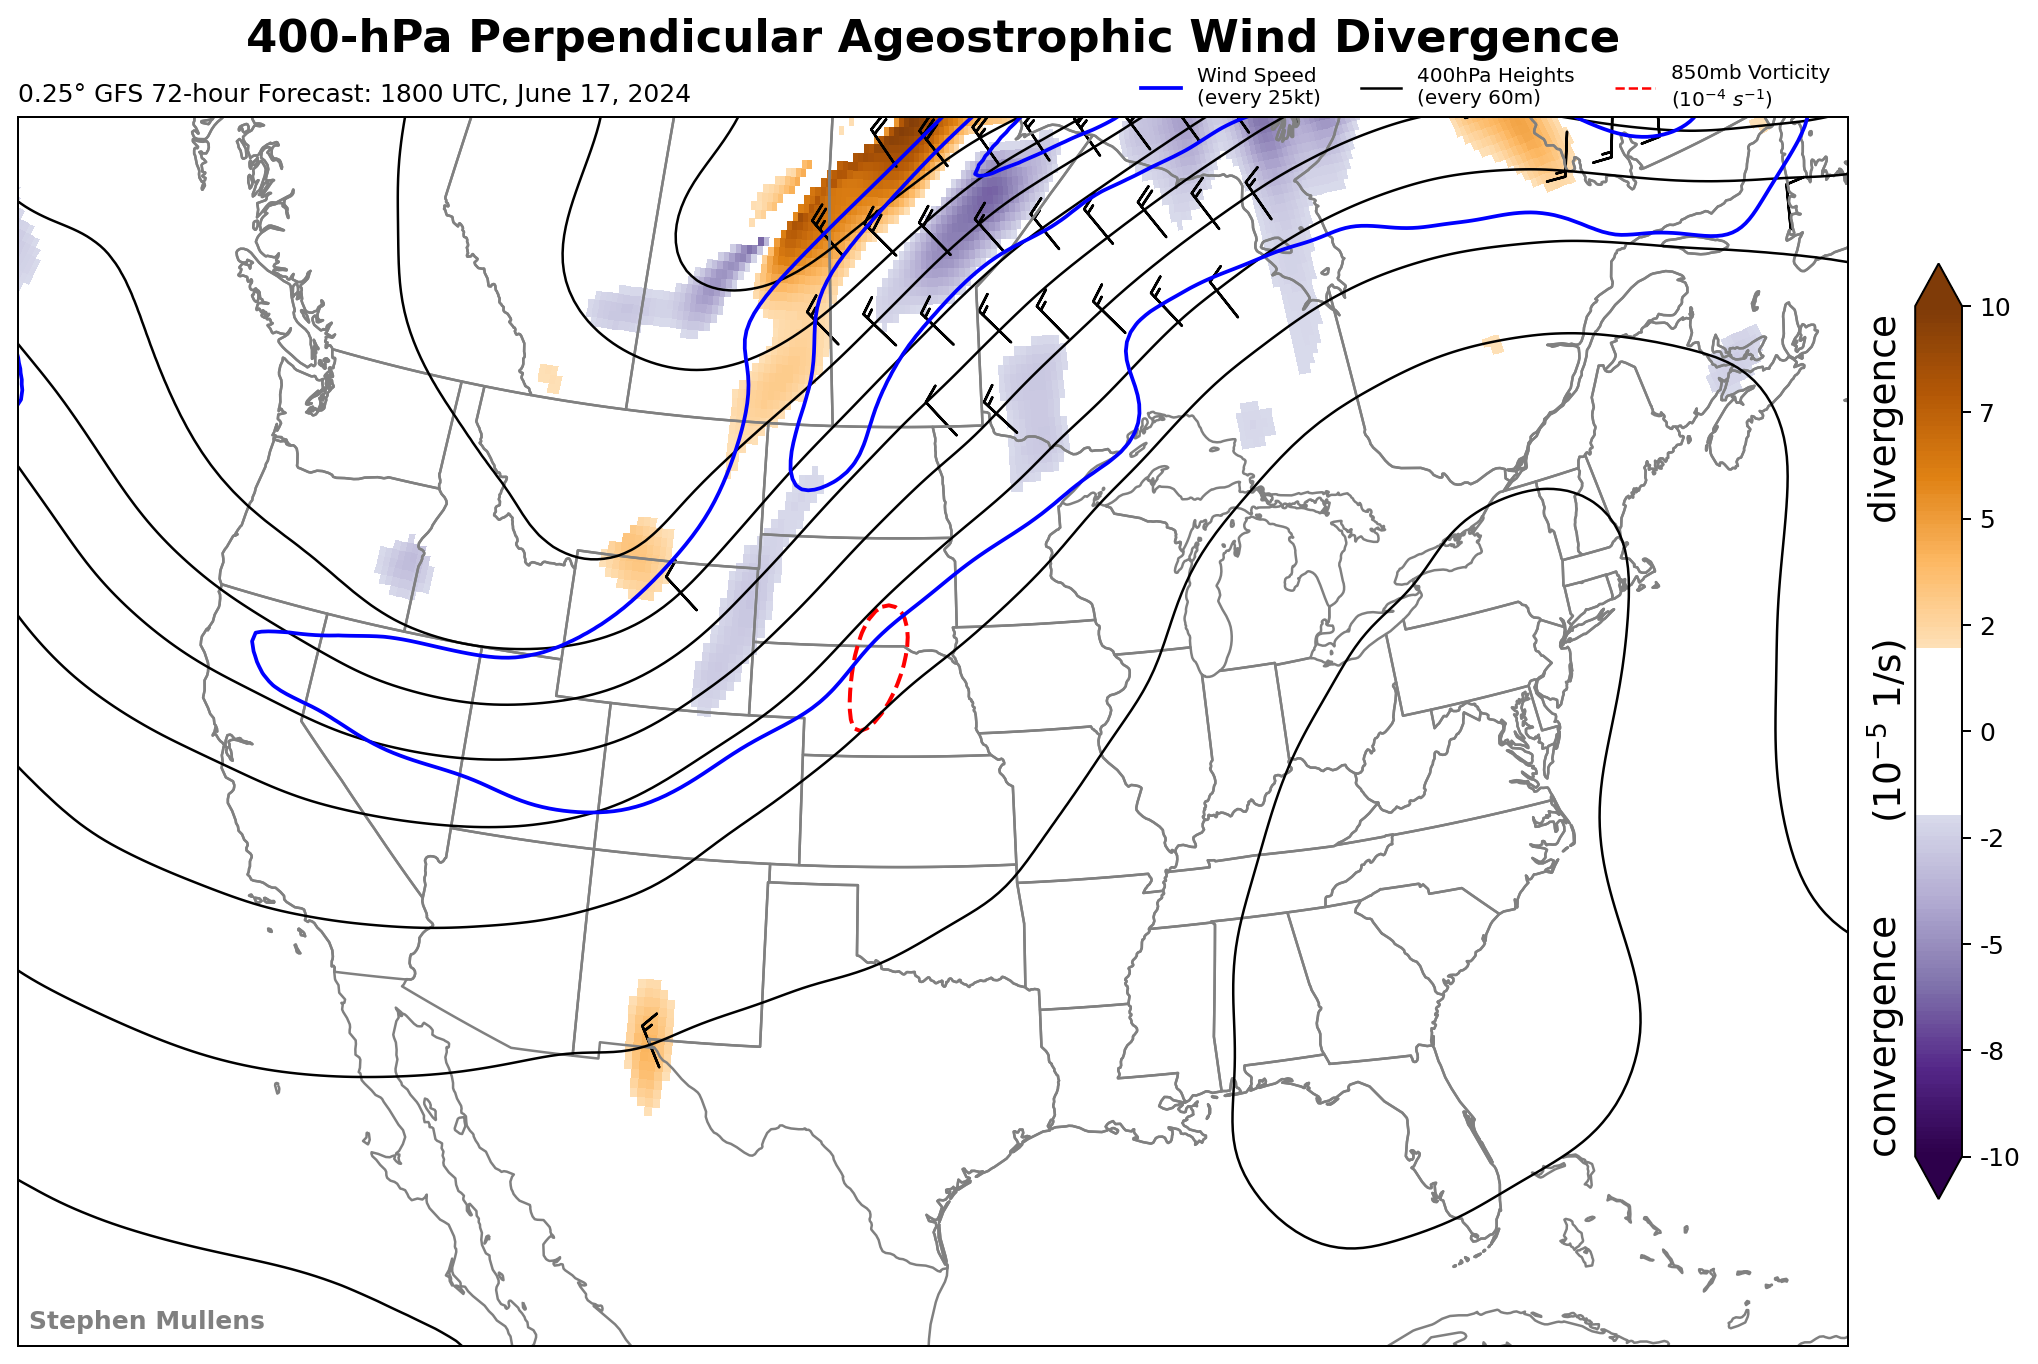 400-hPa Perpendicular Ageostrophic Wind Divergence
0.25° GFS 72-hour Forecast: 1800 UTC, June 17, 2024
Wind Speed
(every 25kt)
400hPa Heights
(every 60m)
850mb Vorticity
(10⁻⁴ s⁻¹)
divergence
(10⁻⁵ 1/s)
convergence
10
7
5
2
0
-2
-5
-8
-10
Stephen Mullens